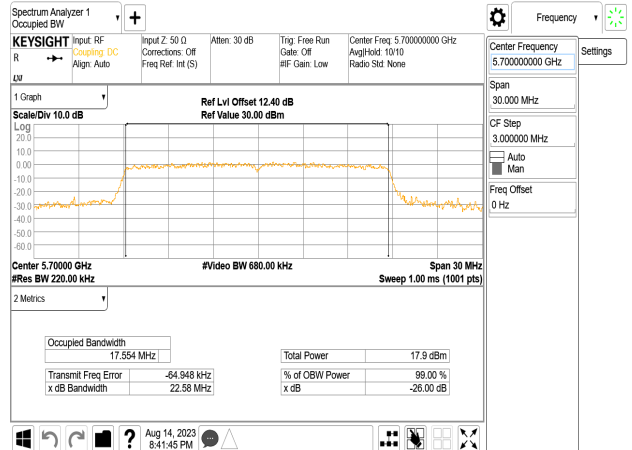 Spectrum Analyzer 1
Occupied BW
Frequency
KEYSIGHT
R
Input: RF
Coupling: DC
Align: Auto
Input Z: 50 Ω
Corrections: Off
Freq Ref: Int (S)
Atten: 30 dB
Trig: Free Run
Gate: Off
#IF Gain: Low
Center Freq: 5.700000000 GHz
Avg|Hold: 10/10
Radio Std: None
LXI
Center Frequency
5.700000000 GHz
Settings
Span
30.000 MHz
CF Step
3.000000 MHz
Auto
Man
Freq Offset
0 Hz
1 Graph
Ref Lvl Offset 12.40 dB
Scale/Div 10.0 dB
Ref Value 30.00 dBm
Log
20.0
10.0
0.00
-10.0
-20.0
-30.0
-40.0
-50.0
-60.0
Center 5.70000 GHz
#Video BW 680.00 kHz
Span 30 MHz
#Res BW 220.00 kHz
Sweep 1.00 ms (1001 pts)
2 Metrics
Occupied Bandwidth
17.554 MHz
Total Power 17.9 dBm
Transmit Freq Error -64.948 kHz
% of OBW Power 99.00 %
x dB Bandwidth 22.58 MHz
x dB -26.00 dB
?
Aug 14, 2023
8:41:45 PM